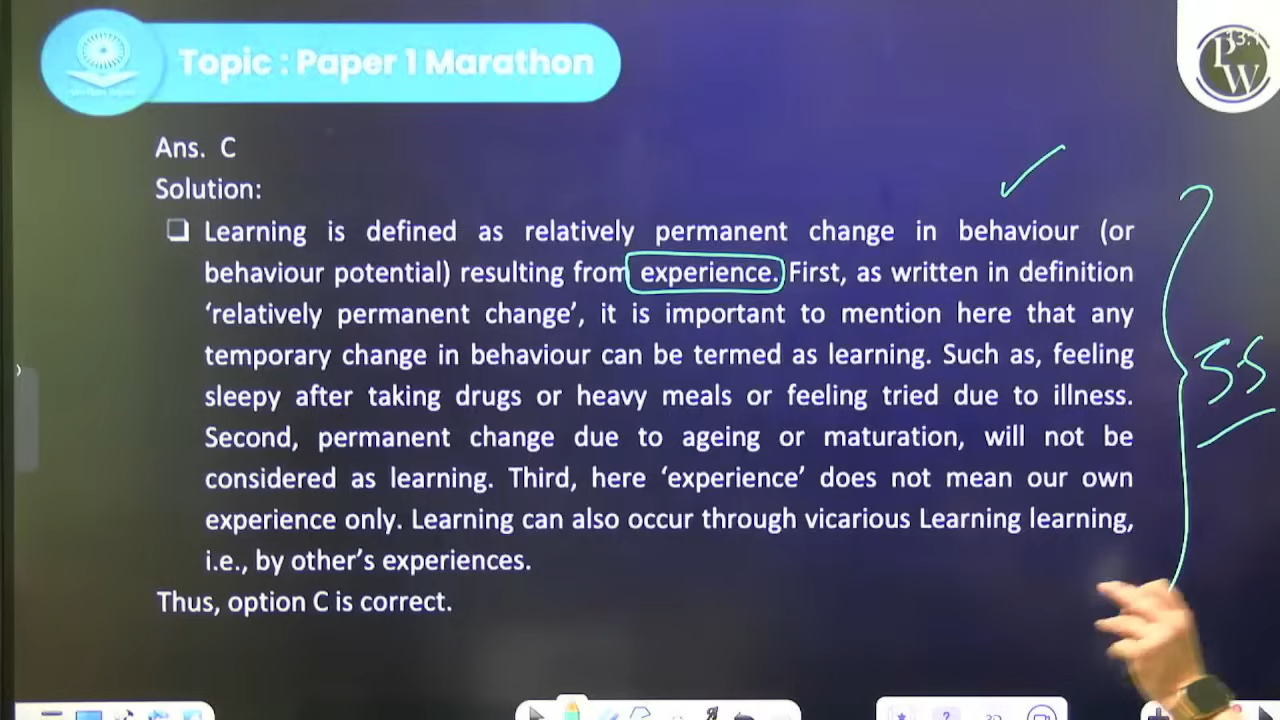 Topic : Paper 1 Marathon
PW
Ans. C
Solution:
Learning is defined as relatively permanent change in behaviour (or
behaviour potential) resulting from experience. First, as written in definition
‘relatively permanent change’, it is important to mention here that any
temporary change in behaviour can be termed as learning. Such as, feeling
sleepy after taking drugs or heavy meals or feeling tried due to illness.
Second, permanent change due to ageing or maturation, will not be
considered as learning. Third, here ‘experience’ does not mean our own
experience only. Learning can also occur through vicarious Learning learning,
i.e., by other’s experiences.
Thus, option C is correct.